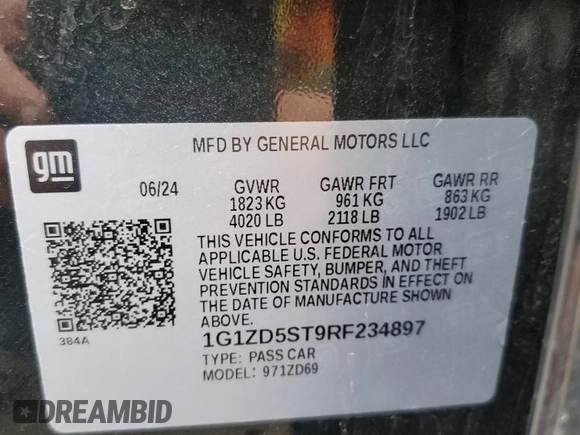 MFD BY GENERAL MOTORS LLC
gm
06/24 GVWR GAWR FRT GAWR RR
1823 KG 961 KG 863 KG
4020 LB 2118 LB 1902 LB
THIS VEHICLE CONFORMS TO ALL
APPLICABLE U.S. FEDERAL MOTOR
VEHICLE SAFETY, BUMPER, AND THEFT
PREVENTION STANDARDS IN EFFECT ON
THE DATE OF MANUFACTURE SHOWN
ABOVE.
384A
1G1ZD5ST9RF234897
TYPE: PASS CAR
MODEL: 971ZD69
DREAMBID